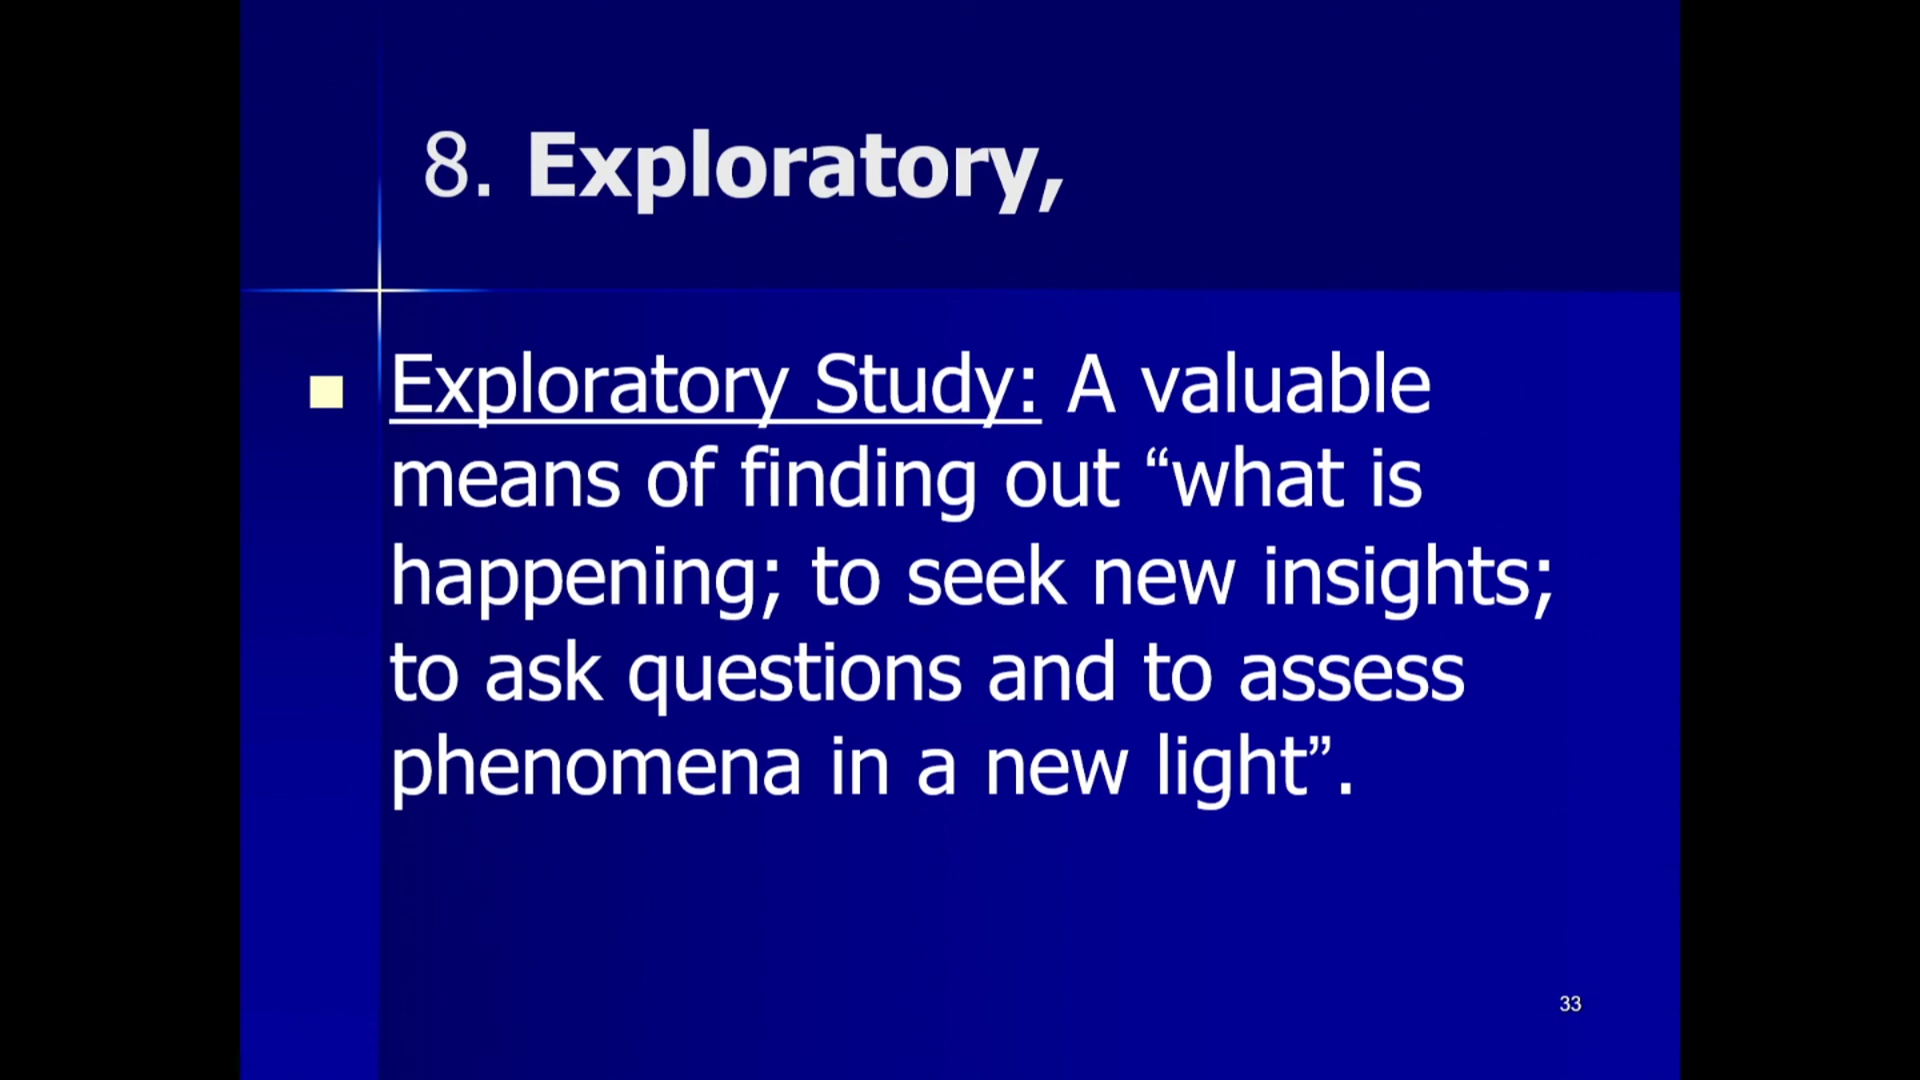 8. Exploratory,
Exploratory Study: A valuable
means of finding out “what is
happening; to seek new insights;
to ask questions and to assess
phenomena in a new light”.
33